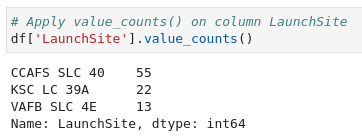 # Apply value_counts() on column LaunchSite
df['LaunchSite'].value_counts()
CCAFS SLC 40    55
KSC LC 39A      22
VAFB SLC 4E     13
Name: LaunchSite, dtype: int64